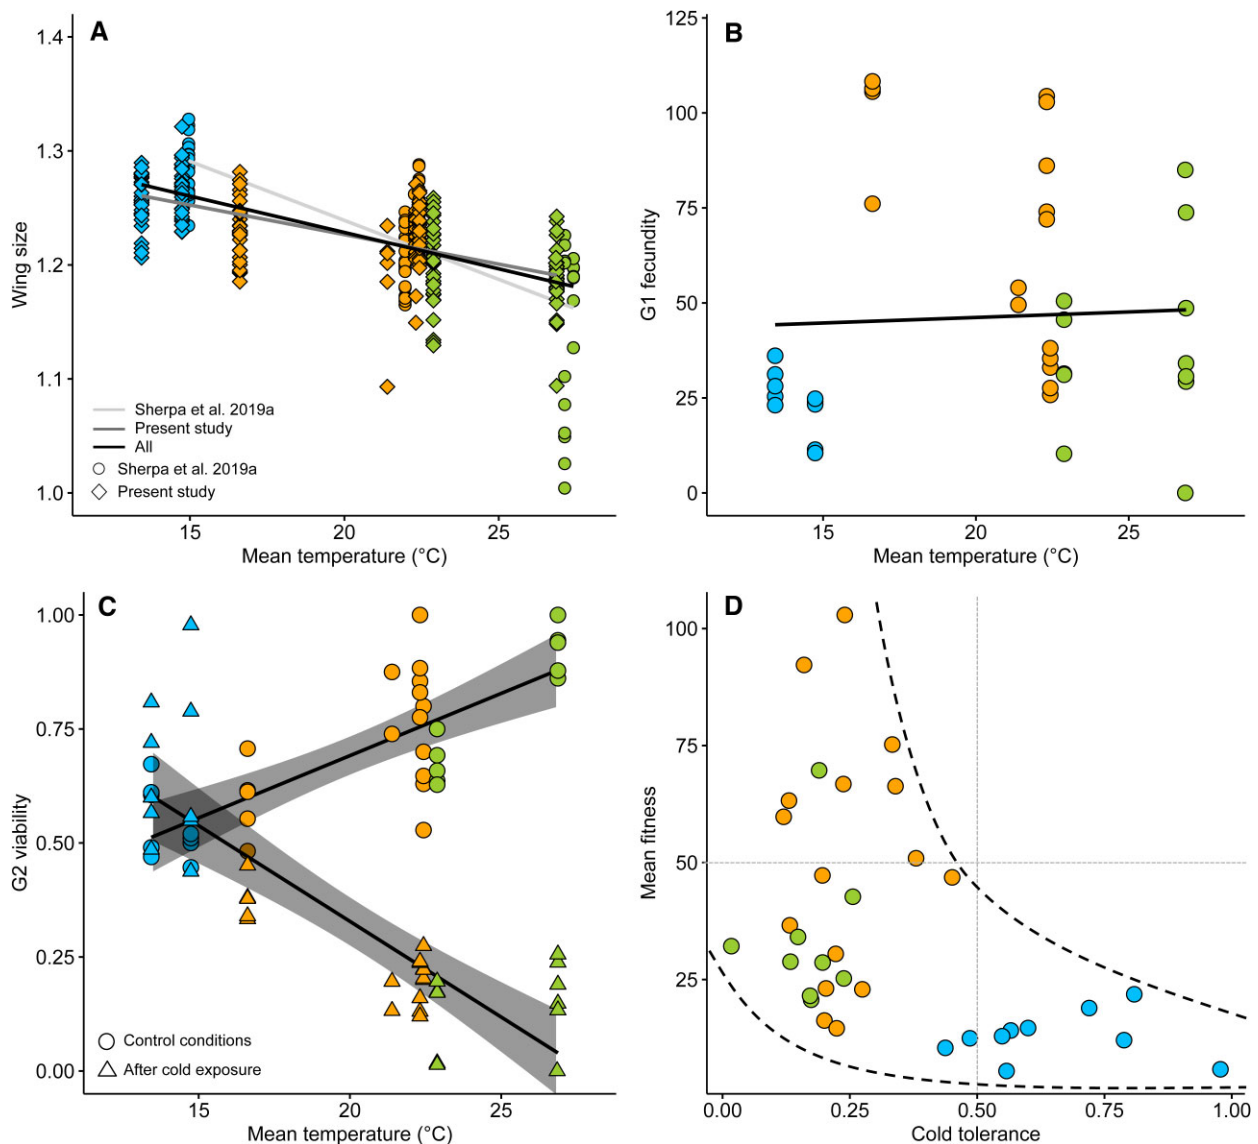 A
Wing size
1.4
1.3
1.2
1.1
1.0
Sherpa et al. 2019a
Present study
All
Sherpa et al. 2019a
Present study
15 20 25
Mean temperature (°C)
B
G1 fecundity
125
100
75
50
25
0
15 20 25
Mean temperature (°C)
C
G2 viability
1.00
0.75
0.50
0.25
0.00
Control conditions
After cold exposure
15 20 25
Mean temperature (°C)
D
Mean fitness
100
75
50
25
0.00 0.25 0.50 0.75 1.00
Cold tolerance